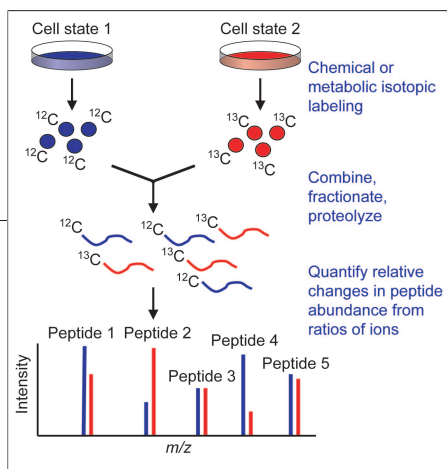 Cell state 1
Cell state 2
Chemical or
metabolic isotopic
labeling
¹²C
¹²C
¹²C
¹²C
¹³C
¹³C
¹³C
¹³C
Combine,
fractionate,
proteolyze
¹²C
¹²C
¹³C
¹³C
¹³C
¹²C
Quantify relative
changes in peptide
abundance from
ratios of ions
Peptide 1
Peptide 2
Peptide 3
Peptide 4
Peptide 5
Intensity
m/z